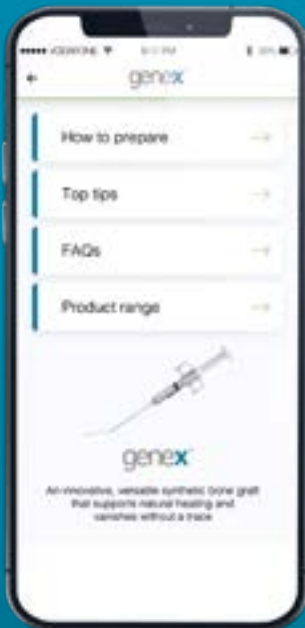 VODAFONE
genex
How to prepare
Top tips
FAQs
Product range
genex
An innovative, versatile synthetic bone graft
that supports natural healing and
vanishes without a trace